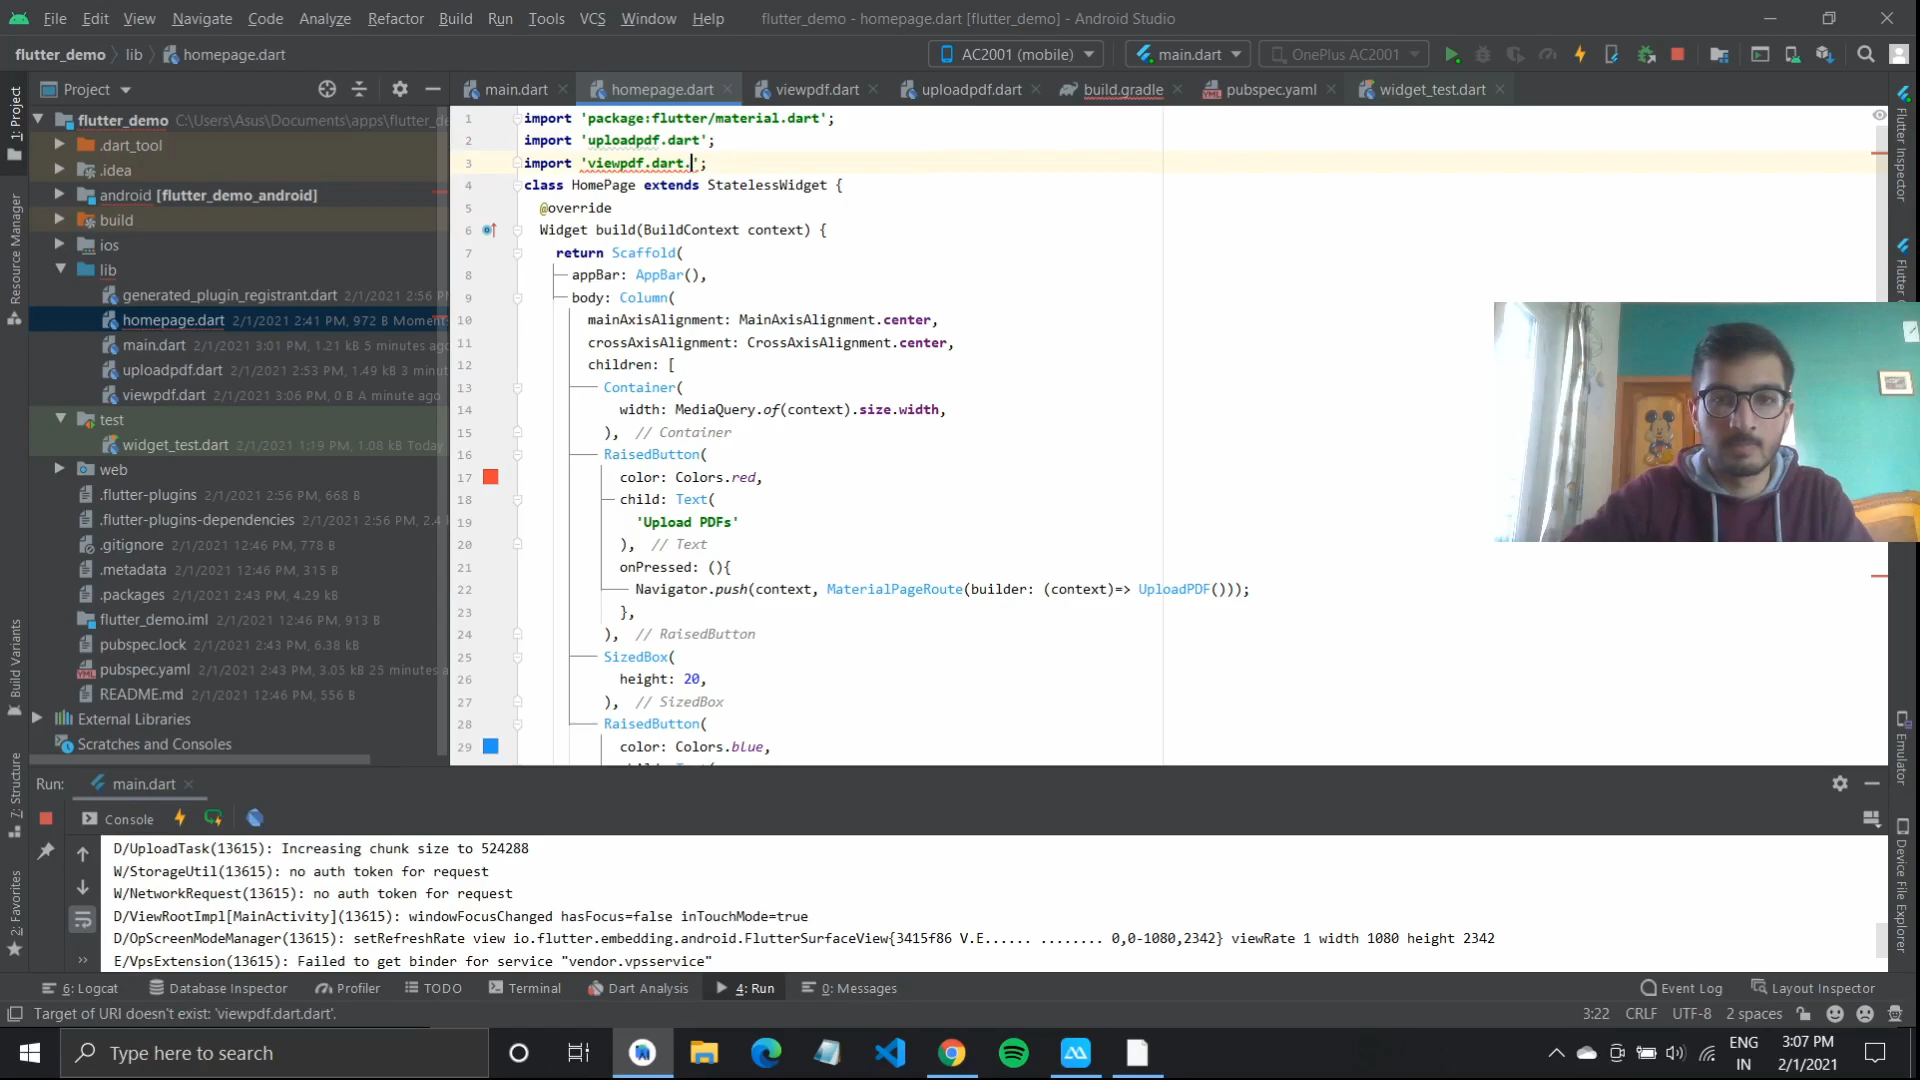 File Edit View Navigate Code Analyze Refactor Build Run Tools VCS Window Help flutter_demo - homepage.dart [flutter_demo] - Android Studio
flutter_demo lib homepage.dart AC2001 (mobile) main.dart OnePlus AC2001
Project main.dart homepage.dart viewpdf.dart uploadpdf.dart build.gradle pubspec.yaml widget_test.dart
flutter_demo C:\Users\Asus\Documents\apps\flutter_d
.dart_tool
.idea
android [flutter_demo_android]
build
ios
lib
generated_plugin_registrant.dart 2/1/2021 2:56 P
homepage.dart 2/1/2021 2:41 PM, 972 B Momen
main.dart 2/1/2021 3:01 PM, 1.21 kB 5 minutes ag
uploadpdf.dart 2/1/2021 2:53 PM, 1.49 kB 3 minut
viewpdf.dart 2/1/2021 3:06 PM, 0 B A minute ago
test
widget_test.dart 2/1/2021 1:19 PM, 1.08 kB Today
web
.flutter-plugins 2/1/2021 2:56 PM, 668 B
.flutter-plugins-dependencies 2/1/2021 2:56 PM, 2.4
.gitignore 2/1/2021 12:46 PM, 778 B
.metadata 2/1/2021 12:46 PM, 315 B
.packages 2/1/2021 2:43 PM, 4.29 kB
flutter_demo.iml 2/1/2021 12:46 PM, 913 B
pubspec.lock 2/1/2021 2:43 PM, 6.38 kB
pubspec.yaml 2/1/2021 2:43 PM, 3.05 kB 25 minutes a
README.md 2/1/2021 12:46 PM, 556 B
External Libraries
Scratches and Consoles
1: Project
Resource Manager
Build Variants
7: Structure
2: Favorites
1 import 'package:flutter/material.dart';
2 import 'uploadpdf.dart';
3 import 'viewpdf.dart.';
4 class HomePage extends StatelessWidget {
5 @override
6 Widget build(BuildContext context) {
7 return Scaffold(
8 appBar: AppBar(),
9 body: Column(
10 mainAxisAlignment: MainAxisAlignment.center,
11 crossAxisAlignment: CrossAxisAlignment.center,
12 children: [
13 Container(
14 width: MediaQuery.of(context).size.width,
15 ), // Container
16 RaisedButton(
17 color: Colors.red,
18 child: Text(
19 'Upload PDFs'
20 ), // Text
21 onPressed: (){
22 Navigator.push(context, MaterialPageRoute(builder: (context)=> UploadPDF()));
23 },
24 ), // RaisedButton
25 SizedBox(
26 height: 20,
27 ), // SizedBox
28 RaisedButton(
29 color: Colors.blue,
Flutter Inspector
Emulator
Device File Explorer
Run: main.dart
Console
D/UploadTask(13615): Increasing chunk size to 524288
W/StorageUtil(13615): no auth token for request
W/NetworkRequest(13615): no auth token for request
D/ViewRootImpl[MainActivity](13615): windowFocusChanged hasFocus=false inTouchMode=true
D/OpScreenModeManager(13615): setRefreshRate view io.flutter.embedding.android.FlutterSurfaceView{3415f86 V.E...... ........ 0,0-1080,2342} viewRate 1 width 1080 height 2342
E/VpsExtension(13615): Failed to get binder for service "vendor.vpsservice"
6: Logcat Database Inspector Profiler TODO Terminal Dart Analysis 4: Run 0: Messages Event Log Layout Inspector
Target of URI doesn't exist: 'viewpdf.dart.dart'. 3:22 CRLF UTF-8 2 spaces
Type here to search ENG IN 3:07 PM 2/1/2021